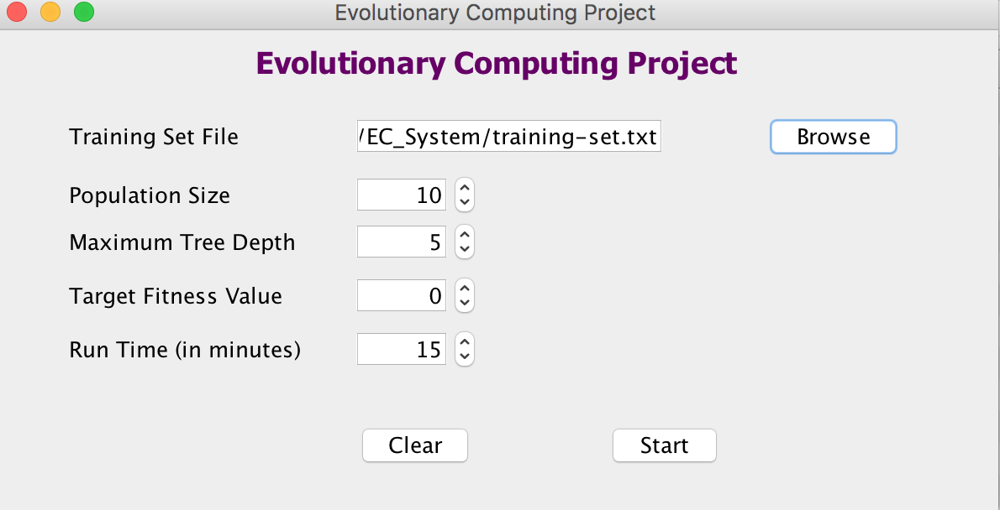 Evolutionary Computing Project
Evolutionary Computing Project
Training Set File /EC_System/training-set.txt Browse
Population Size 10
Maximum Tree Depth 5
Target Fitness Value 0
Run Time (in minutes) 15
Clear Start